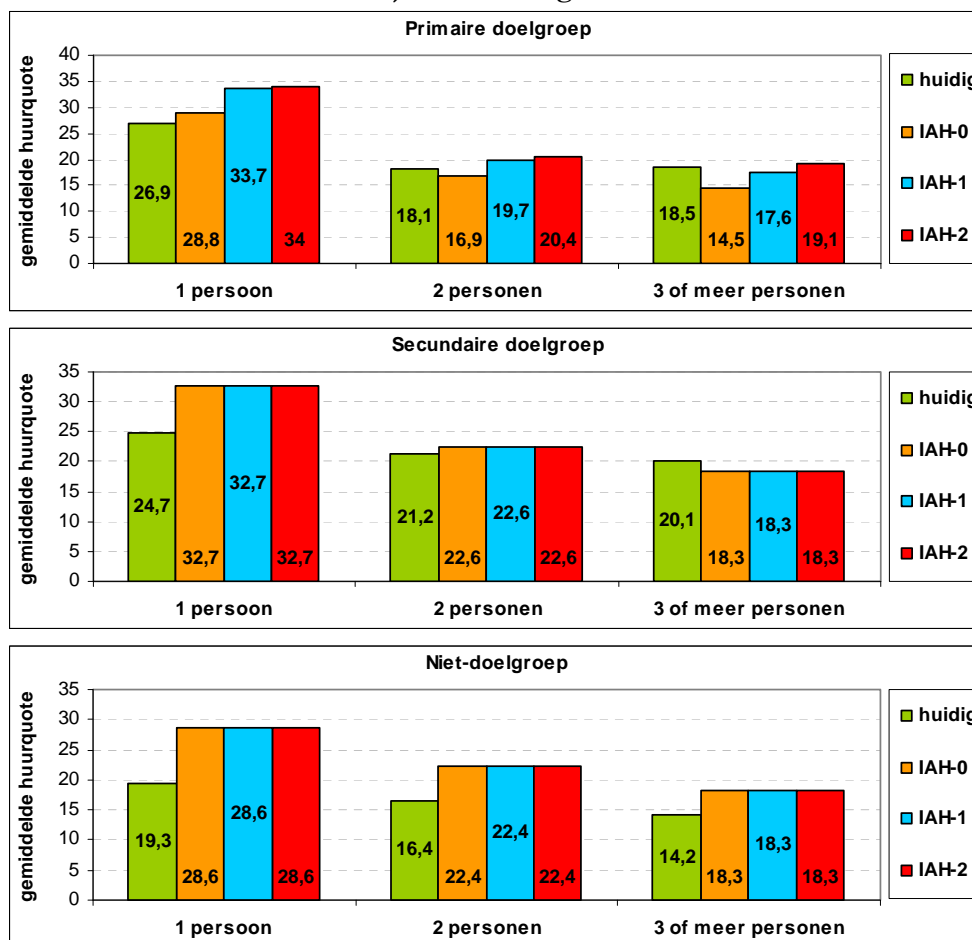 Primaire doelgroep
gemiddelde huurquote
40
35
30
25
20
15
10
5
0
26,9
28,8
33,7
34
18,1
16,9
19,7
20,4
18,5
14,5
17,6
19,1
1 persoon
2 personen
3 of meer personen
huidig
IAH-0
IAH-1
IAH-2
Secundaire doelgroep
gemiddelde huurquote
35
30
25
20
15
10
5
0
24,7
32,7
32,7
32,7
21,2
22,6
22,6
22,6
20,1
18,3
18,3
18,3
1 persoon
2 personen
3 of meer personen
huidig
IAH-0
IAH-1
IAH-2
Niet-doelgroep
gemiddelde huurquote
35
30
25
20
15
10
5
0
19,3
28,6
28,6
28,6
16,4
22,4
22,4
22,4
14,2
18,3
18,3
18,3
1 persoon
2 personen
3 of meer personen
huidig
IAH-0
IAH-1
IAH-2